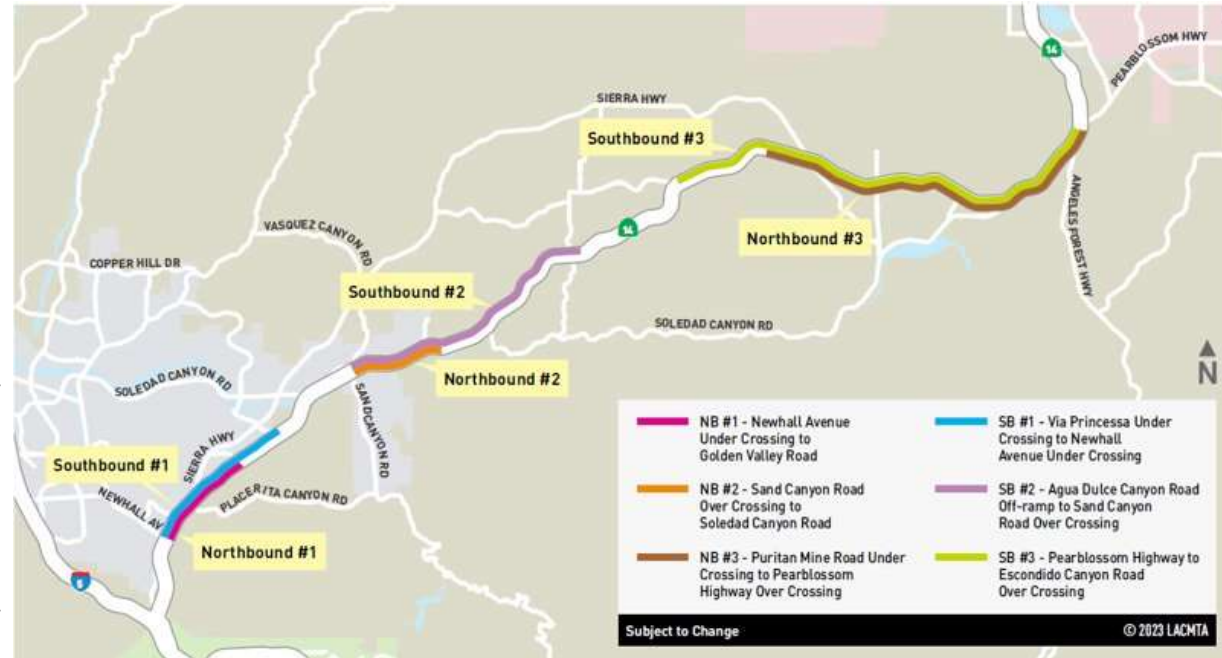 14
PEARBLOSSOM HWY
SIERRA HWY
Southbound #3
VASQUEZ CANYON RD
14
Northbound #3
ANGELES FOREST HWY
COPPER HILL DR
Southbound #2
SOLEDAD CANYON RD
N
Northbound #2
SOLEDAD CANYON RD
SAND CANYON RD
SIERRA HWY
Southbound #1
NEWHALL AV
PLACERITA CANYON RD
Northbound #1
5
NB #1 - Newhall Avenue
Under Crossing to
Golden Valley Road
SB #1 - Via Princessa Under
Crossing to Newhall
Avenue Under Crossing
NB #2 - Sand Canyon Road
Over Crossing to
Soledad Canyon Road
SB #2 - Agua Dulce Canyon Road
Off-ramp to Sand Canyon
Road Over Crossing
NB #3 - Puritan Mine Road Under
Crossing to Pearblossom
Highway Over Crossing
SB #3 - Pearblossom Highway to
Escondido Canyon Road
Over Crossing
Subject to Change
© 2023 LACMTA